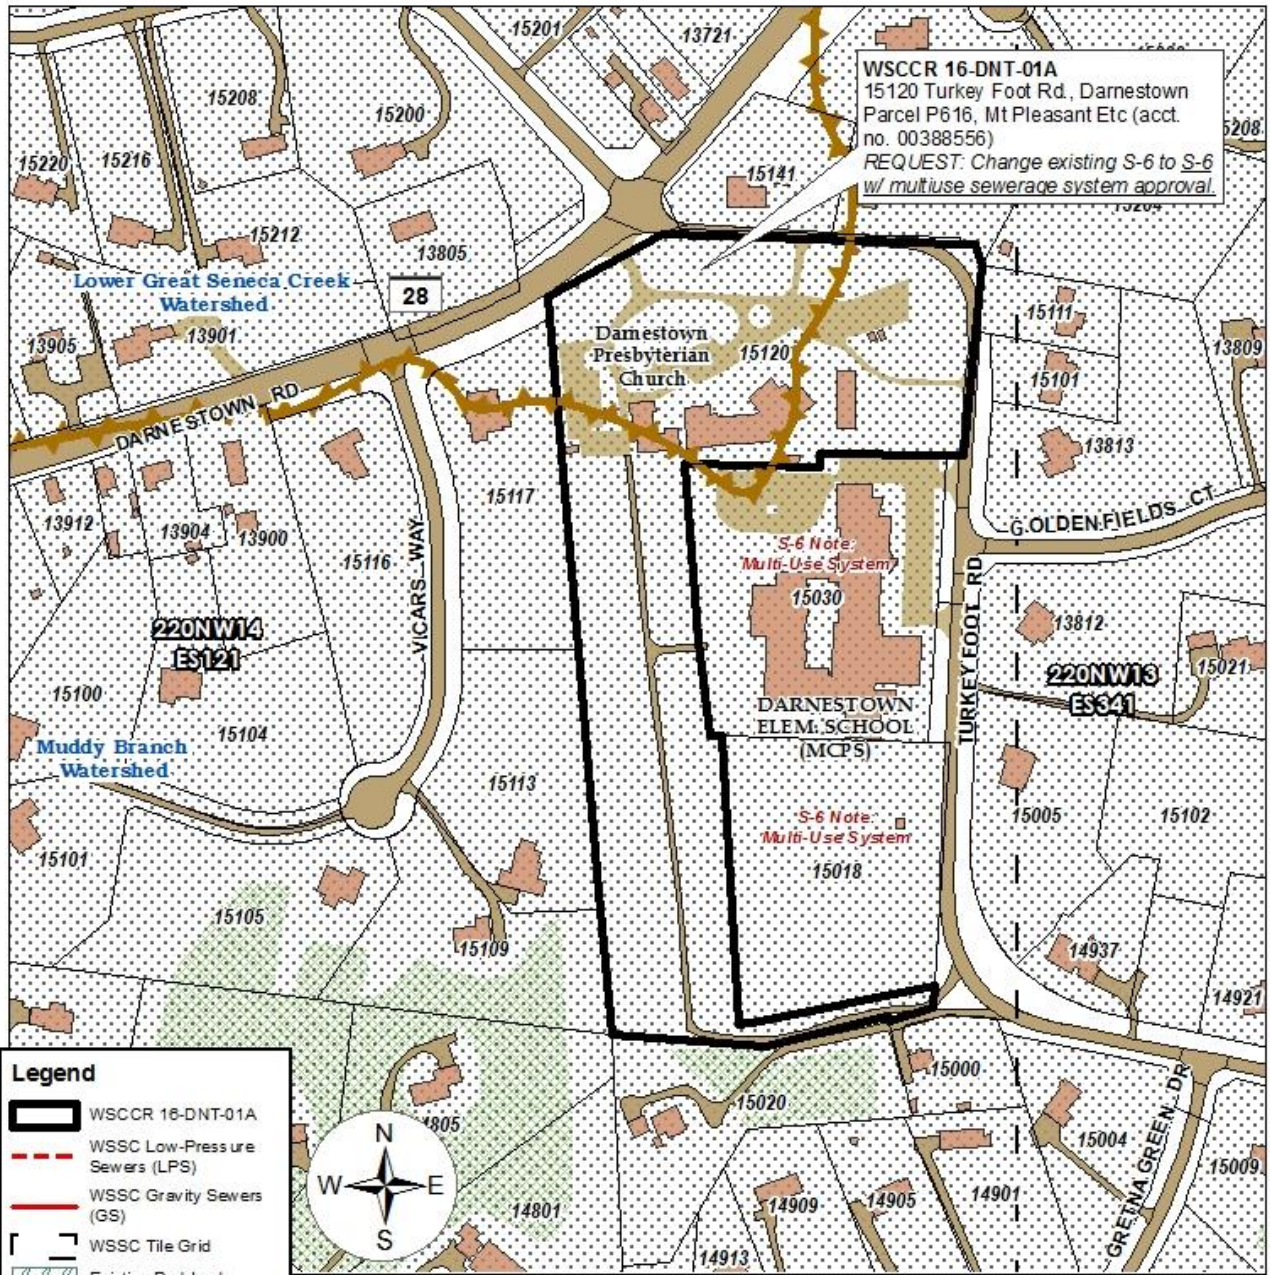 15201
13721
WSCCR 16-DNT-01A
15120 Turkey Foot Rd., Darnestown
Parcel P616, Mt Pleasant Etc (acct.
no. 00388556)
REQUEST: Change existing S-6 to S-6
w/ multiuse sewerage system approval.
15208
15200
15220
15216
15141
15212
13805
Lower Great Seneca Creek
Watershed
28
13901
13905
Darnestown
Presbyterian
Church
15120
15111
15101
13809
13813
DARNESTOWN RD
15117
13912
13904
13900
15116
VICARS WAY
GOLDEN FIELDS CT
S-6 Note:
Multi-Use System
15030
TURKEY FOOT RD
13812
220NW14
ES121
220NW13
ES341
15021
15100
15104
DARNESTOWN
ELEM. SCHOOL
(MCPS)
Muddy Branch
Watershed
15113
S-6 Note:
Multi-Use System
15005
15102
15101
15018
15105
15109
14937
14921
15000
15020
15004
15009
GRETNA GREEN DR
14801
14909
14905
14901
14913
Legend
WSCCR 16-DNT-01A
WSSC Low-Pressure
Sewers (LPS)
WSSC Gravity Sewers
(GS)
WSSC Tile Grid
N
W E
S